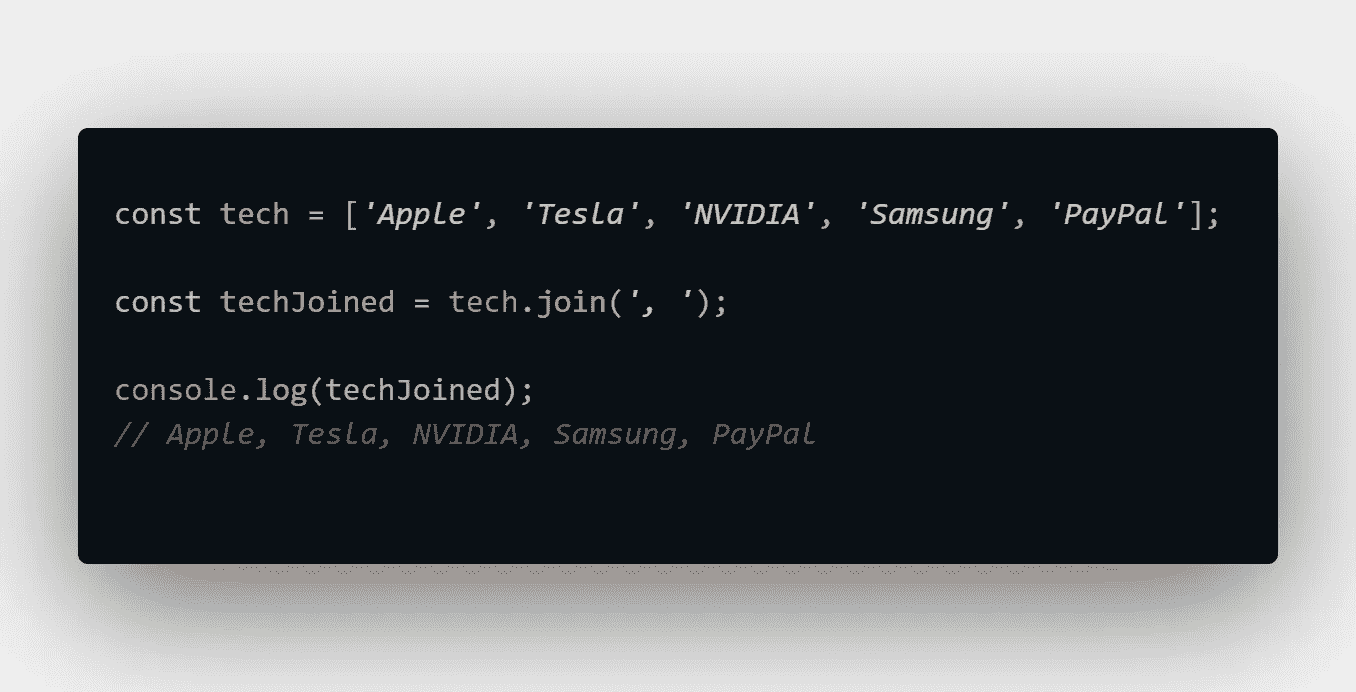 const tech = ['Apple', 'Tesla', 'NVIDIA', 'Samsung', 'PayPal'];
const techJoined = tech.join(', ');
console.log(techJoined);
// Apple, Tesla, NVIDIA, Samsung, PayPal